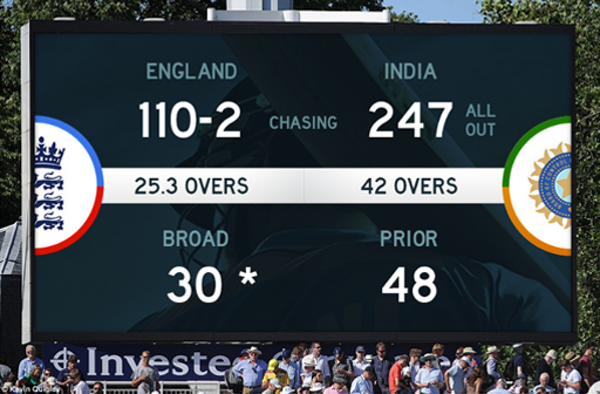 ENGLAND INDIA
110-2 CHASING 247 ALL OUT
25.3 OVERS 42 OVERS
BROAD PRIOR
30 * 48
Investec
© Kevin Quigley